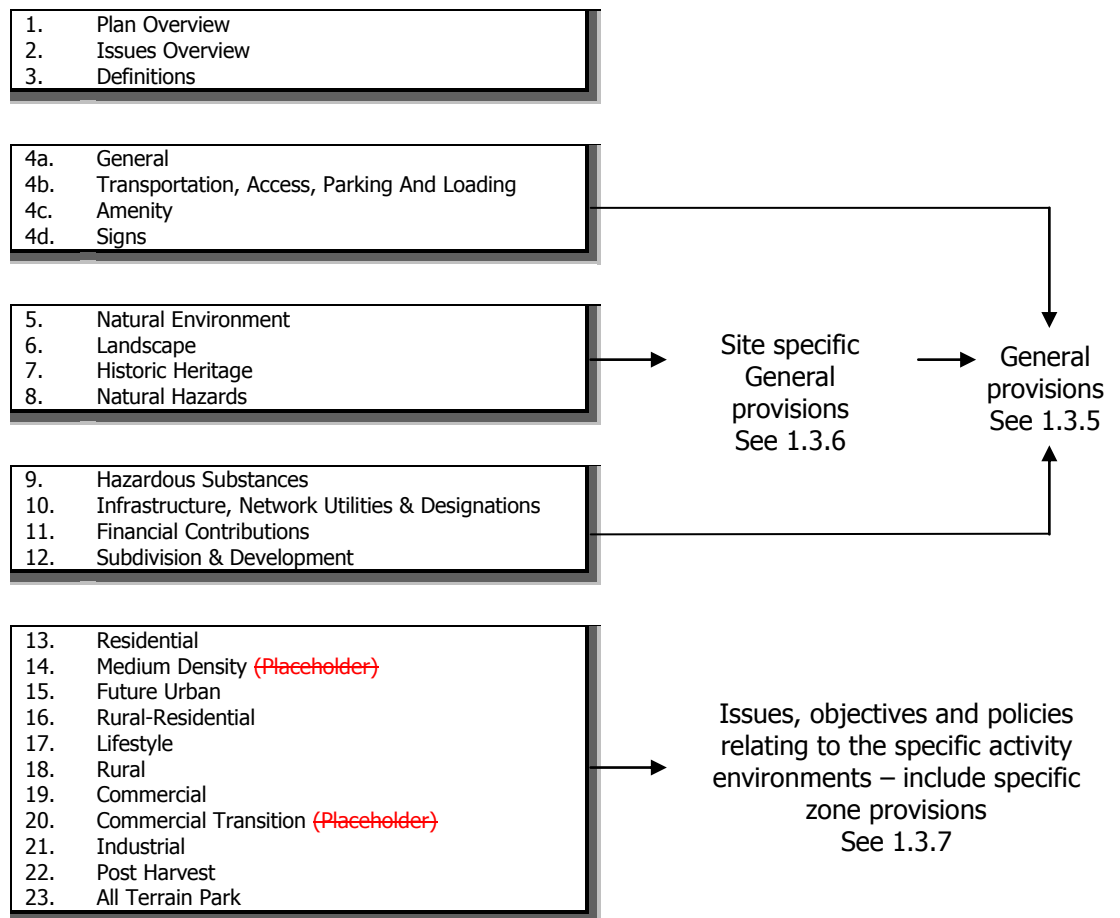 1. Plan Overview
2. Issues Overview
3. Definitions
4a. General
4b. Transportation, Access, Parking And Loading
4c. Amenity
4d. Signs
5. Natural Environment
6. Landscape
7. Historic Heritage
8. Natural Hazards
Site specific
General
provisions
See 1.3.6
General
provisions
See 1.3.5
9. Hazardous Substances
10. Infrastructure, Network Utilities & Designations
11. Financial Contributions
12. Subdivision & Development
13. Residential
14. Medium Density (Placeholder)
15. Future Urban
16. Rural-Residential
17. Lifestyle
18. Rural
19. Commercial
20. Commercial Transition (Placeholder)
21. Industrial
22. Post Harvest
23. All Terrain Park
Issues, objectives and policies
relating to the specific activity
environments – include specific
zone provisions
See 1.3.7